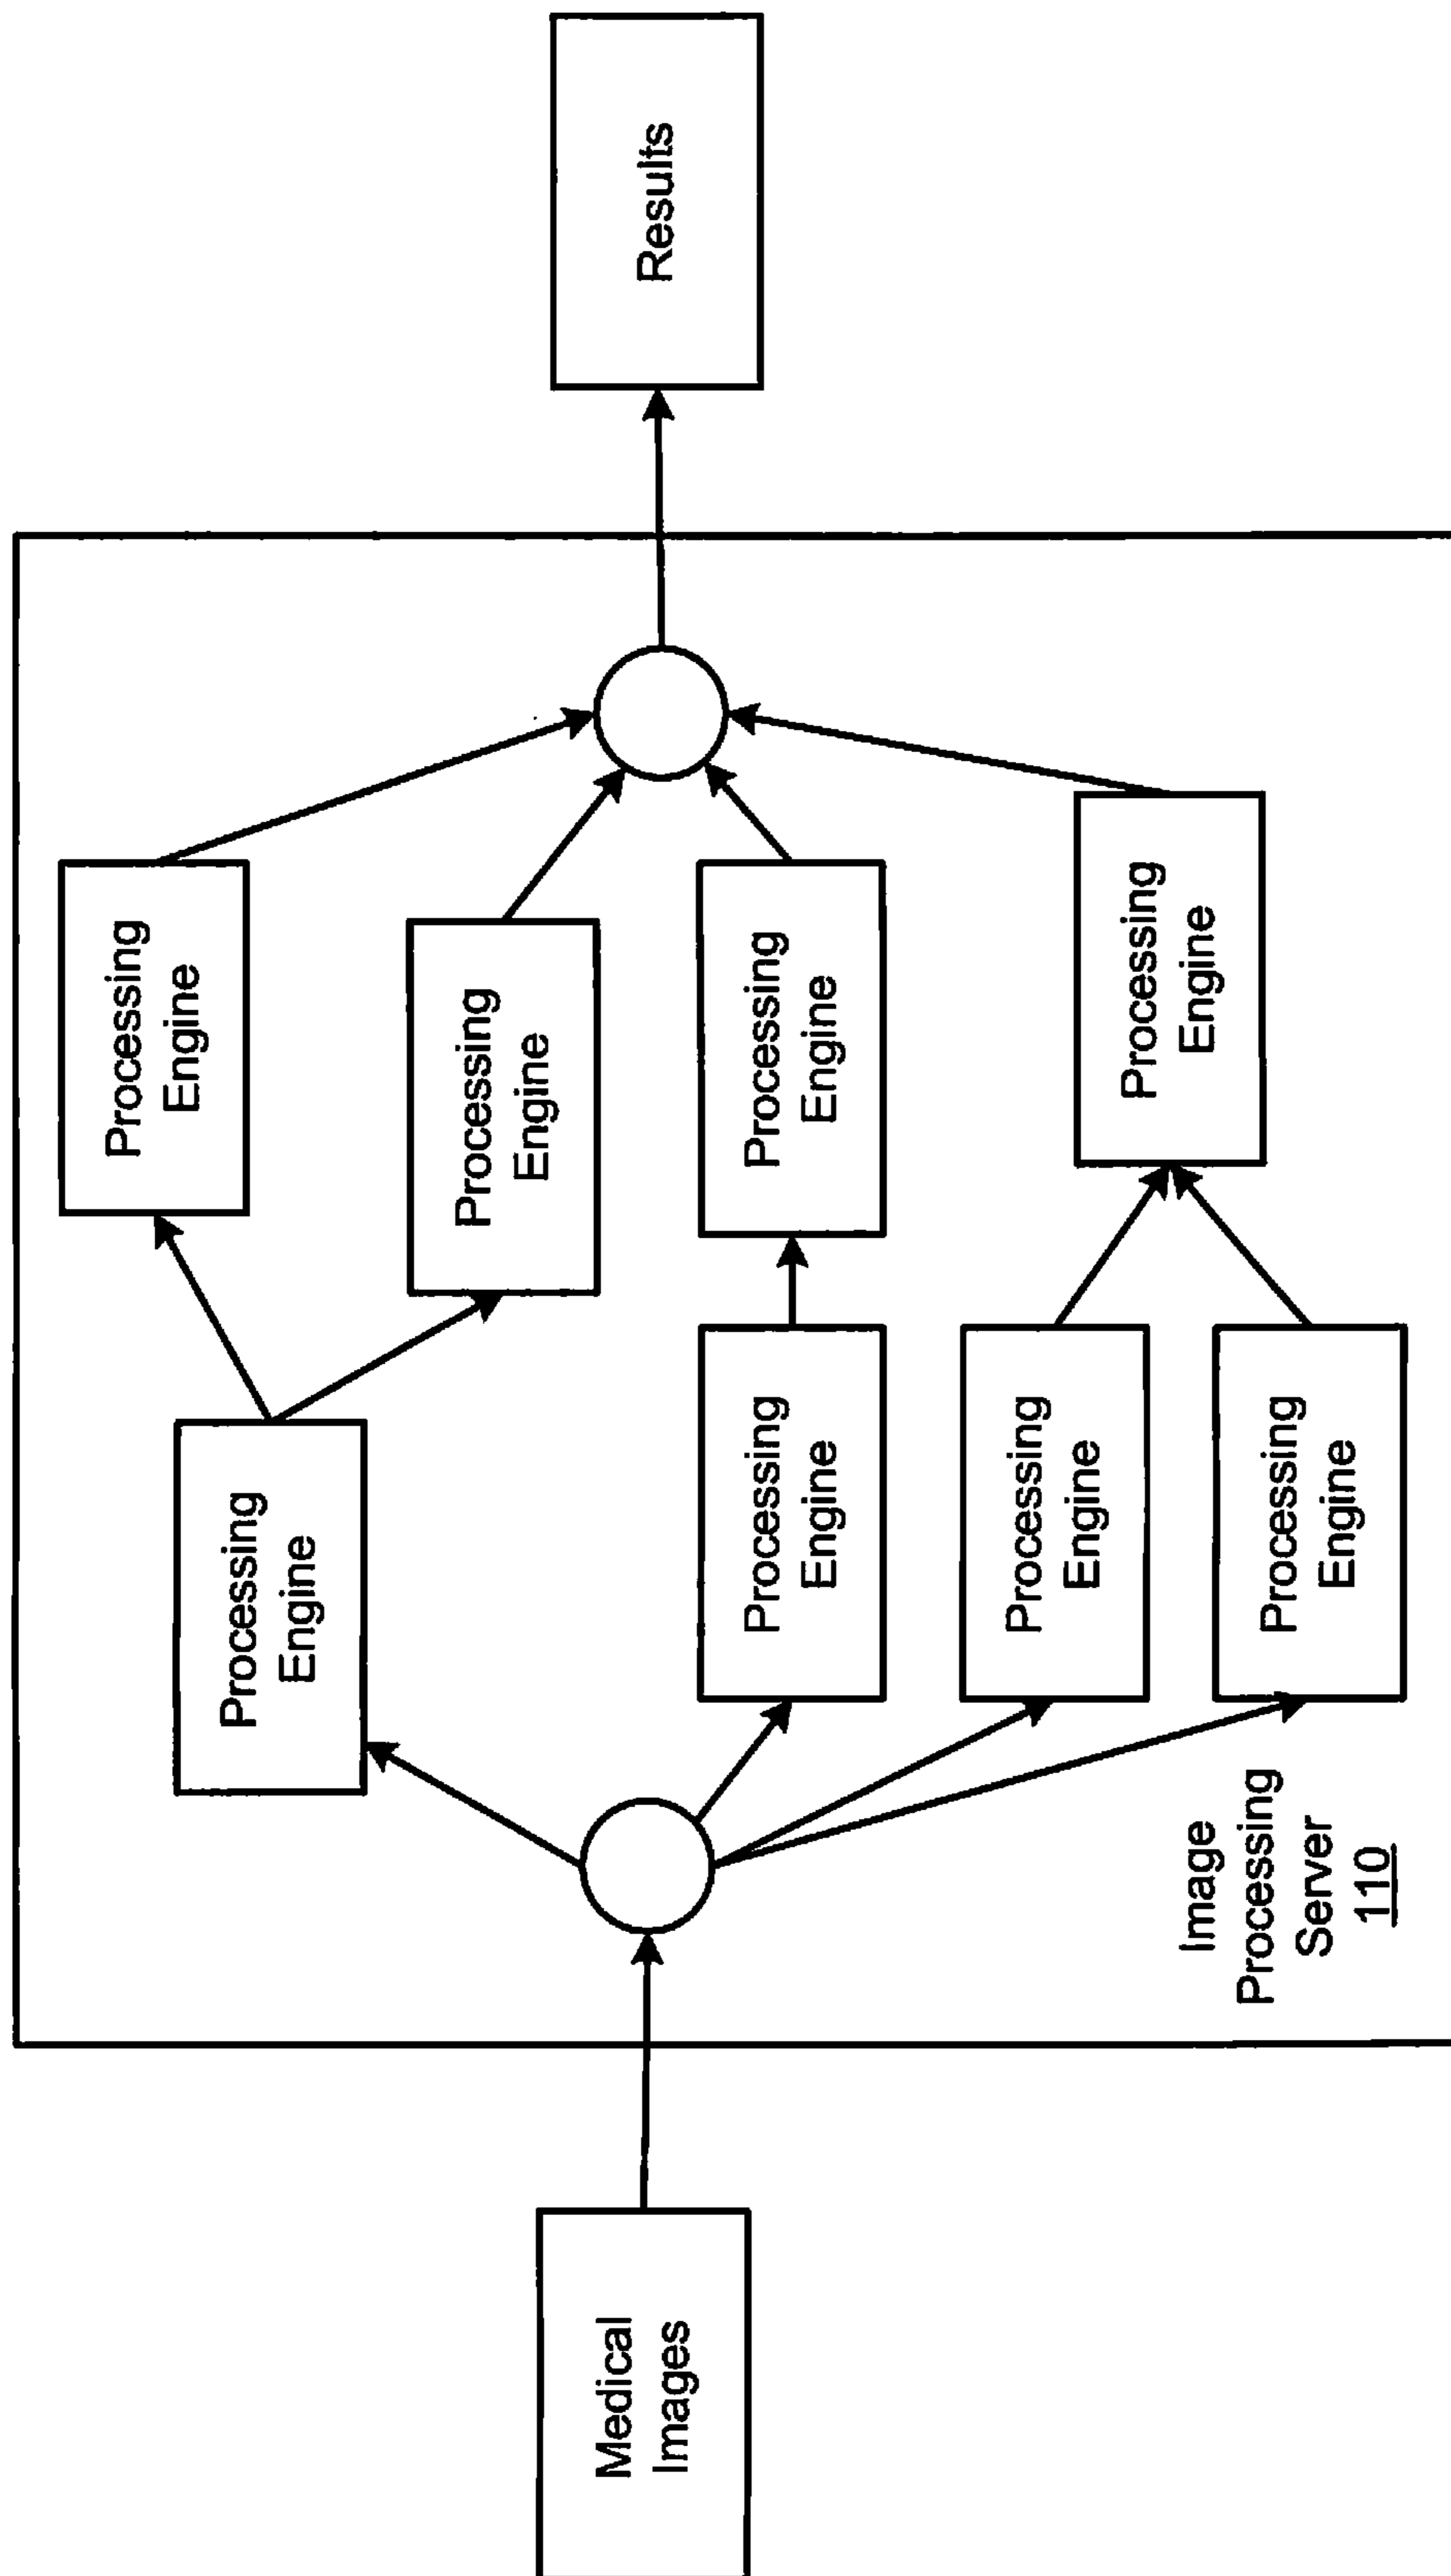 Medical
Images
Processing
Engine
Processing
Engine
Processing
Engine
Processing
Engine
Processing
Engine
Processing
Engine
Processing
Engine
Processing
Engine
Image
Processing
Server
110
Results